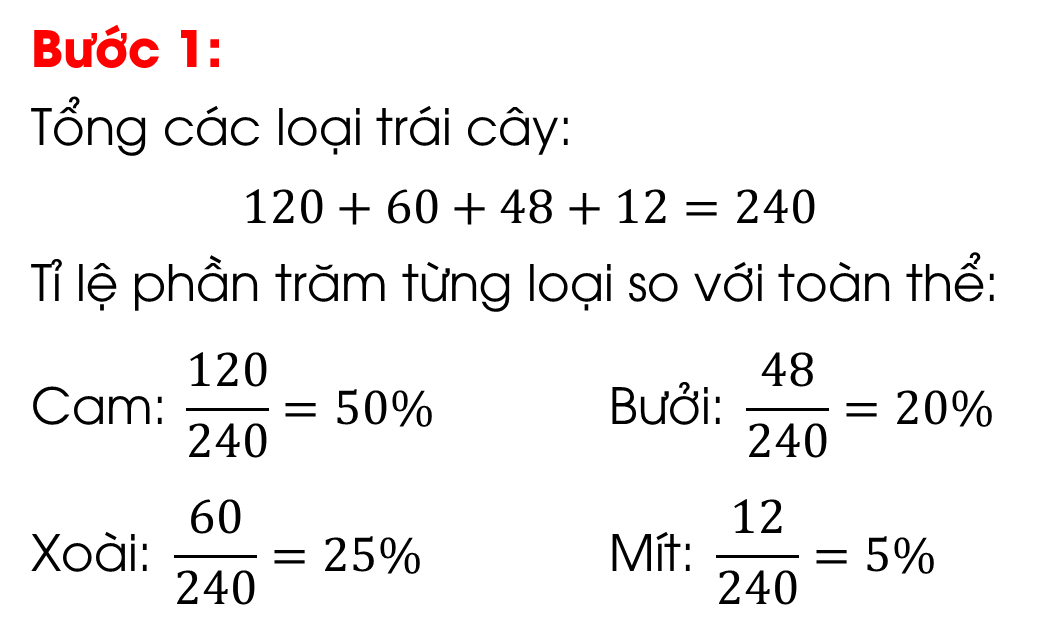 Bước 1:
Tổng các loại trái cây:
120 + 60 + 48 + 12 = 240
Tỉ lệ phần trăm từng loại so với toàn thể:
Cam: 120/240 = 50% Bưởi: 48/240 = 20%
Xoài: 60/240 = 25% Mít: 12/240 = 5%